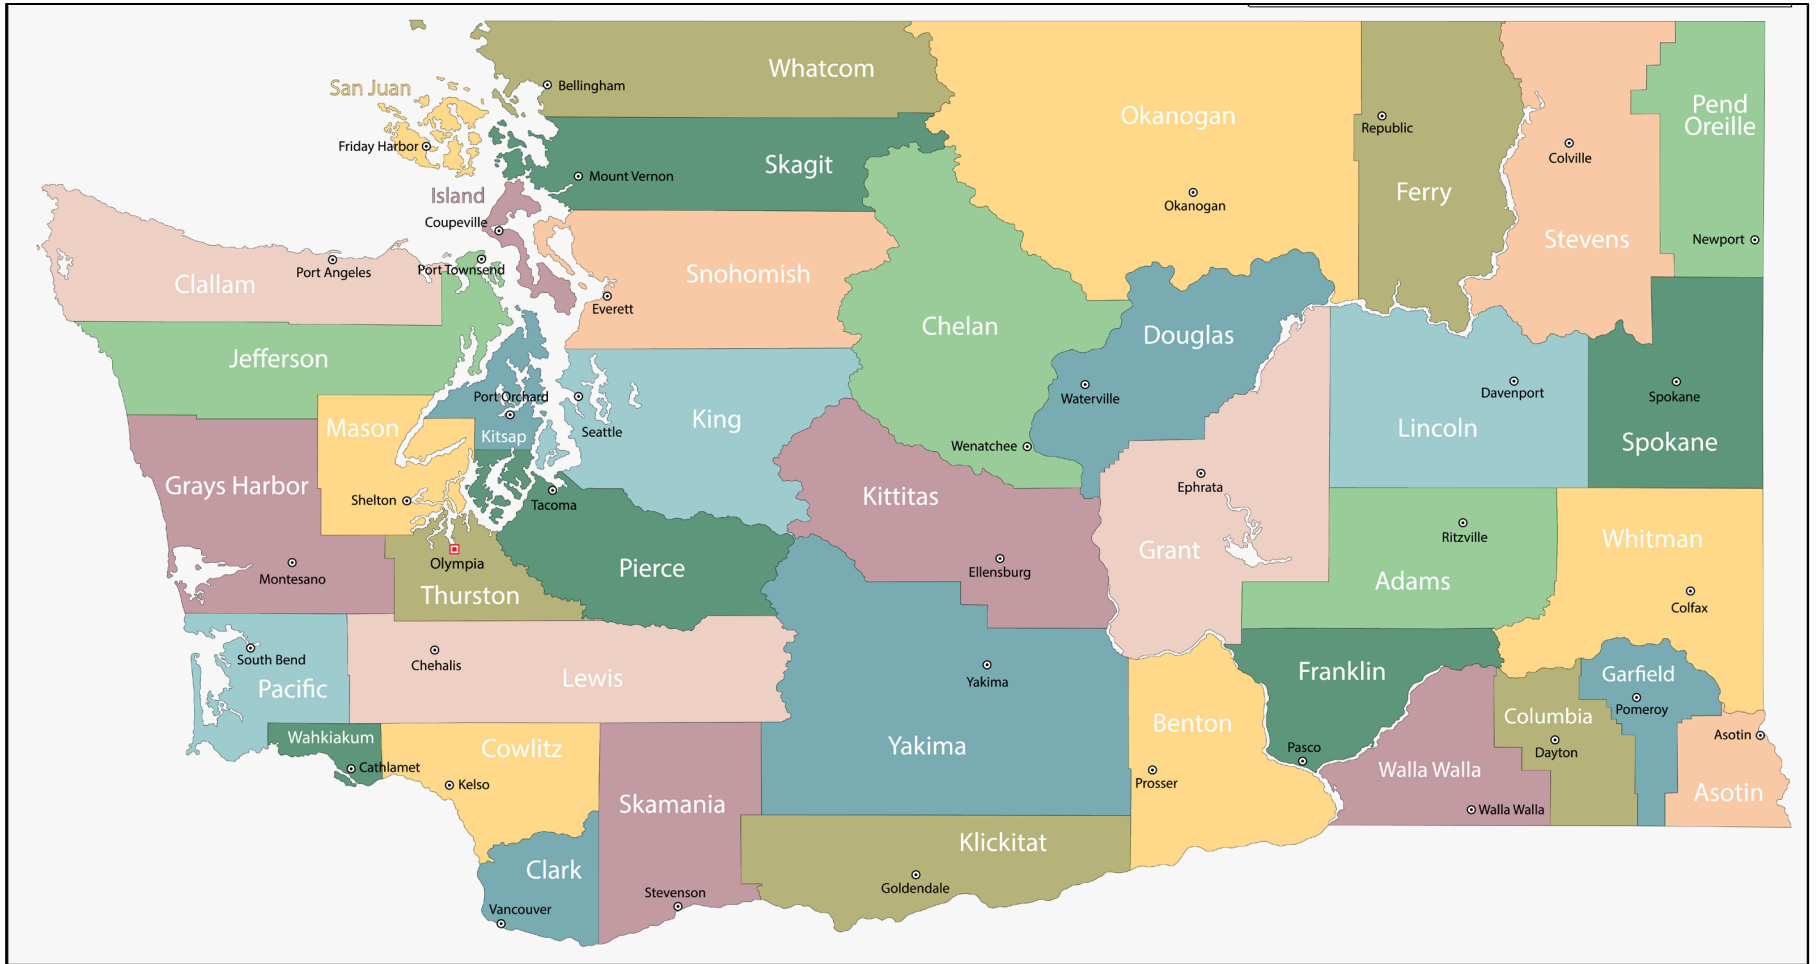 Whatcom
Bellingham
San Juan
Friday Harbor
Skagit
Mount Vernon
Okanogan
Okanogan
Republic
Ferry
Colville
Stevens
Pend
Oreille
Newport
Island
Coupeville
Port Townsend
Port Angeles
Clallam
Snohomish
Everett
Chelan
Wenatchee
Douglas
Waterville
Jefferson
Port Orchard
Kitsap
Seattle
King
Mason
Shelton
Grays Harbor
Montesano
Tacoma
Pierce
Olympia
Thurston
Kittitas
Ellensburg
Ephrata
Grant
Davenport
Lincoln
Spokane
Spokane
Ritzville
Adams
Whitman
Colfax
South Bend
Pacific
Chehalis
Lewis
Yakima
Yakima
Benton
Prosser
Franklin
Pasco
Walla Walla
Walla Walla
Columbia
Dayton
Garfield
Pomeroy
Asotin
Asotin
Wahkiakum
Cathlamet
Cowlitz
Kelso
Skamania
Stevenson
Clark
Vancouver
Klickitat
Goldendale